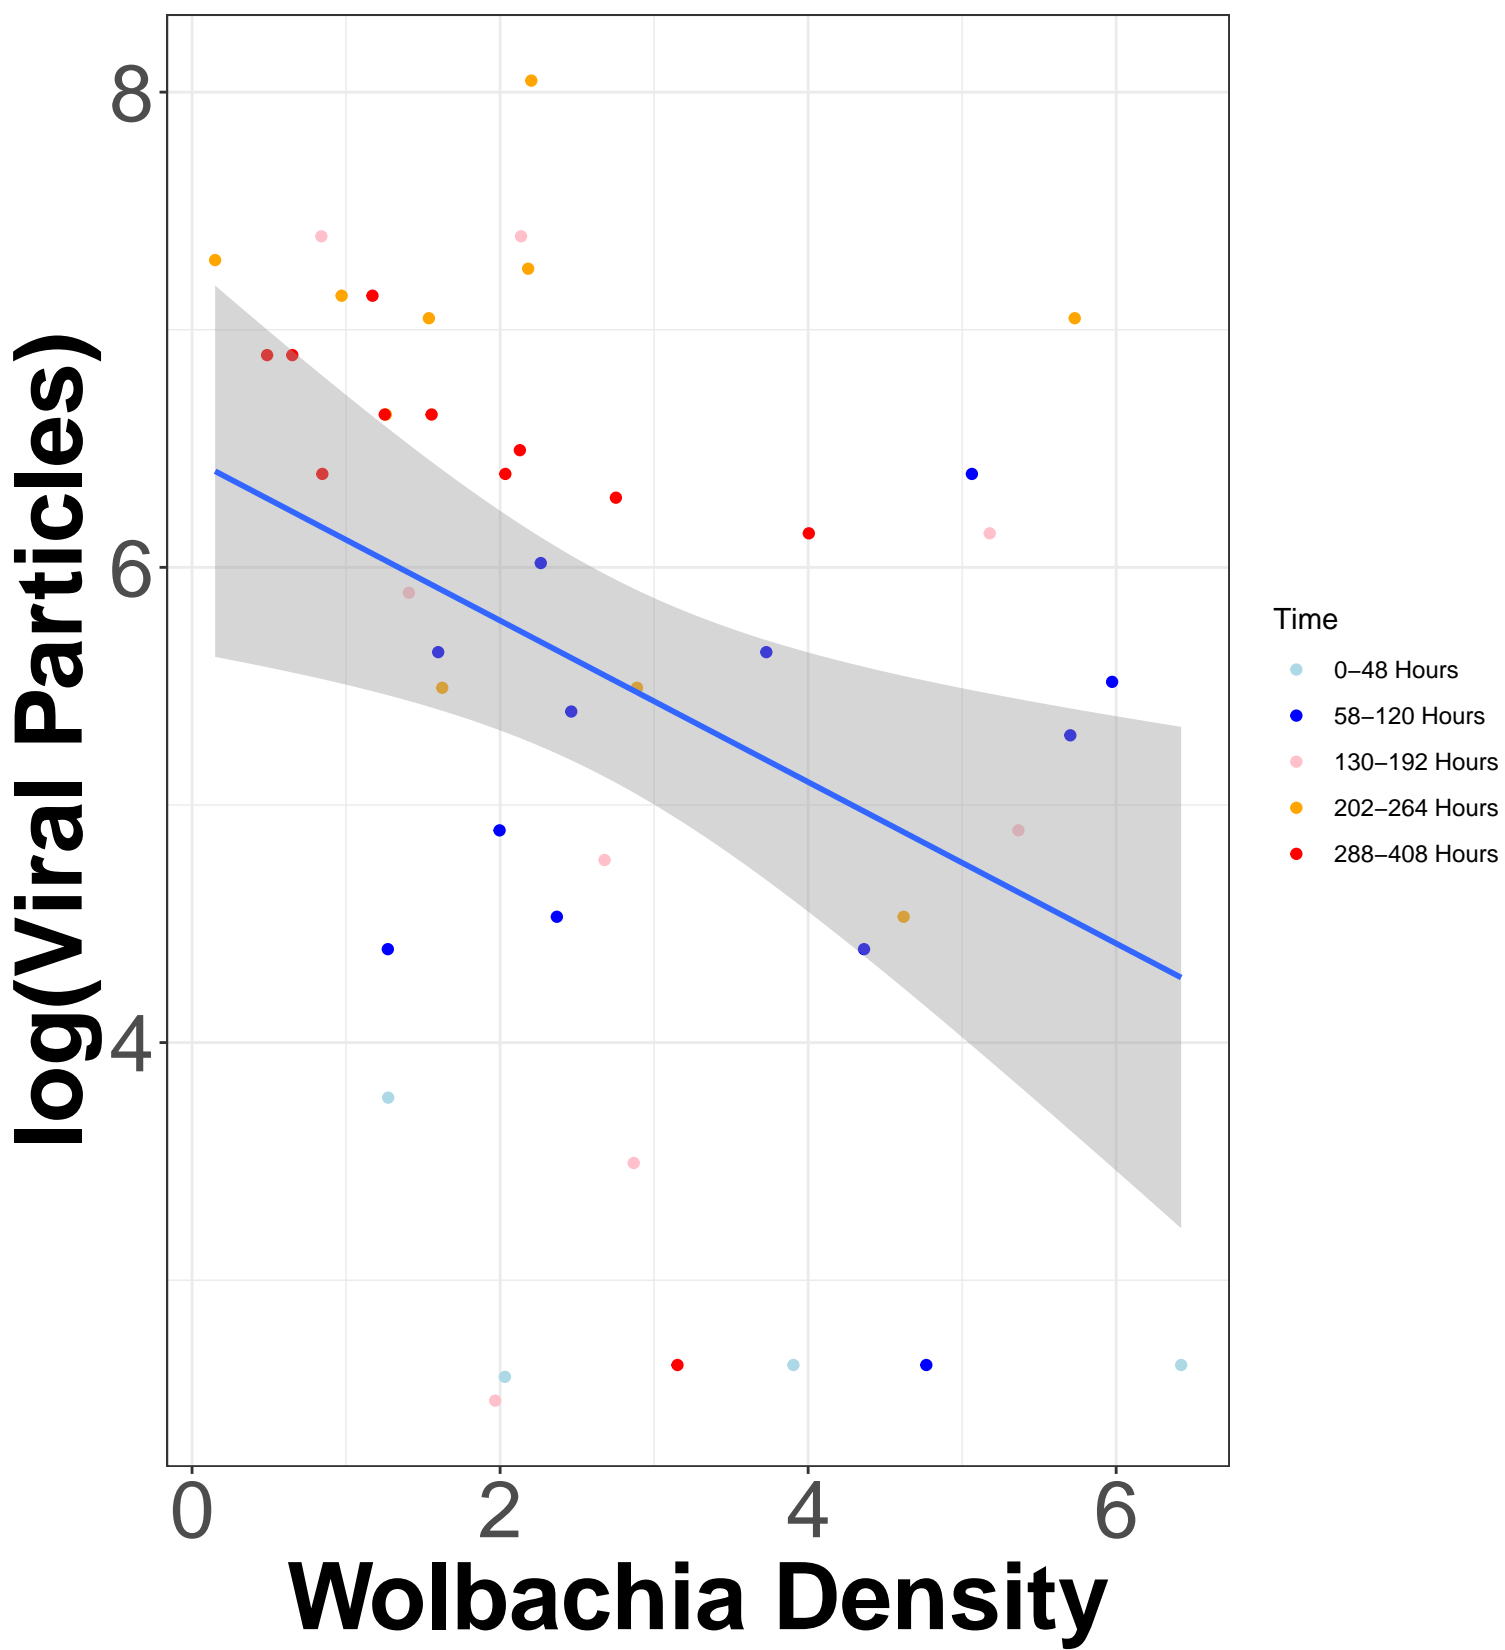 log(Viral Particles)
8
6
4
0
2
4
6
Wolbachia Density
Time
0–48 Hours
58–120 Hours
130–192 Hours
202–264 Hours
288–408 Hours